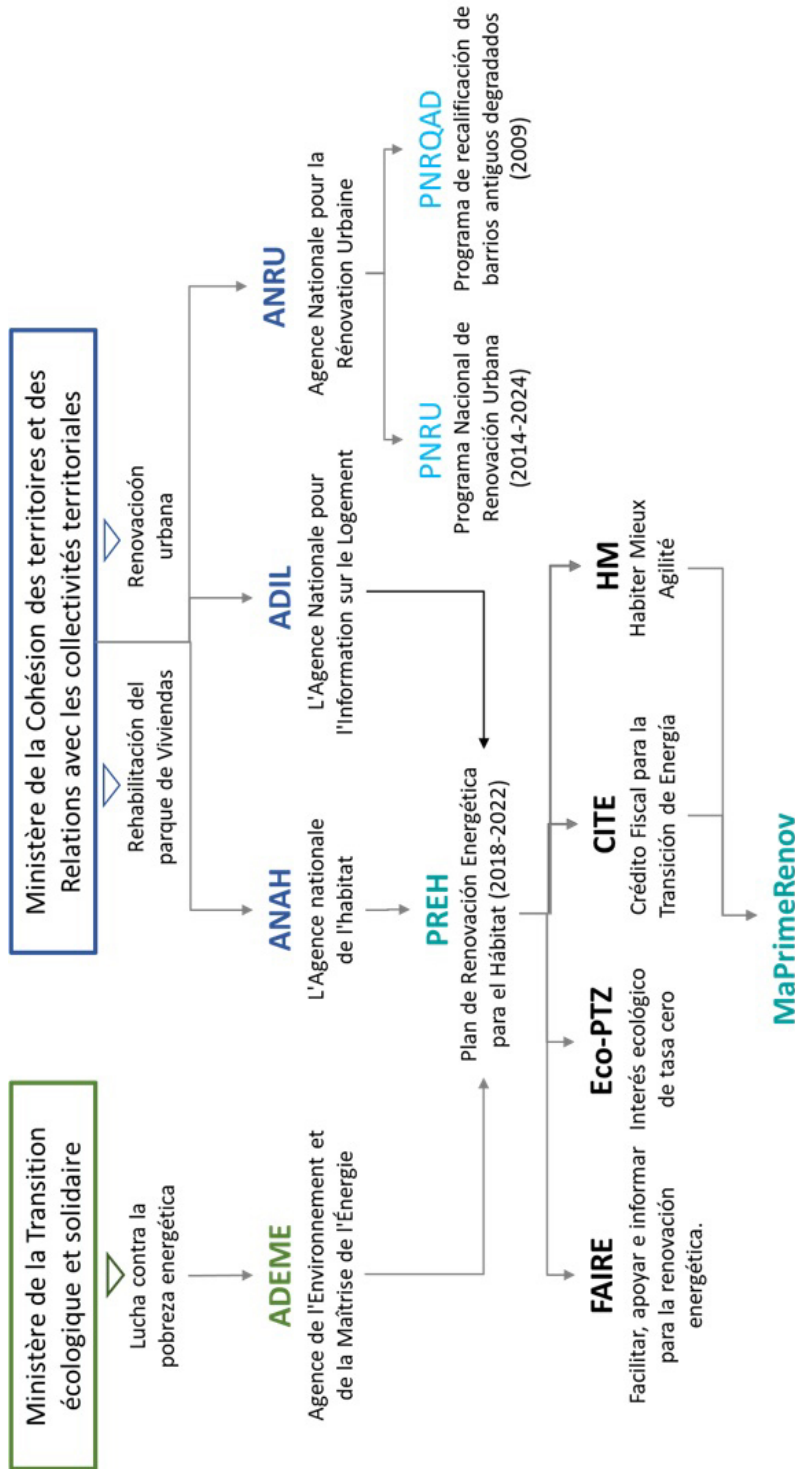 Ministère de la Transition
écologique et solidaire
Ministère de la Cohésion des territoires et des
Relations avec les collectivités territoriales
Lucha contra la
pobreza energética
Rehabilitación del
parque de Viviendas
Renovacioón
urbana
ADEME
Agence de l'Environnement et
de la Maîtrise de l'Énergie
ANAH
L'Agence nationale
de l'habitat
ADIL
L'Agence Nationale pour
l'Information sur le Logement
ANRU
Agence Nationale pour la
Rénovation Urbaine
PREH
Plan de Renovación Energética
para el Hábitat (2018-2022)
PNRU
Programa Nacional de
Renovación Urbana
(2014-2024)
PNRQAD
Programa de recalificación de
barrios antiguos degradados
(2009)
FAIRE
Facilitar, apoyar e informar
para la renovación
energética.
Eco-PTZ
Interés ecológico
de tasa cero
CITE
Crédito Fiscal para la
Transición de Energía
HM
Habiter Mieux
Agilité
MaPrimeRenov